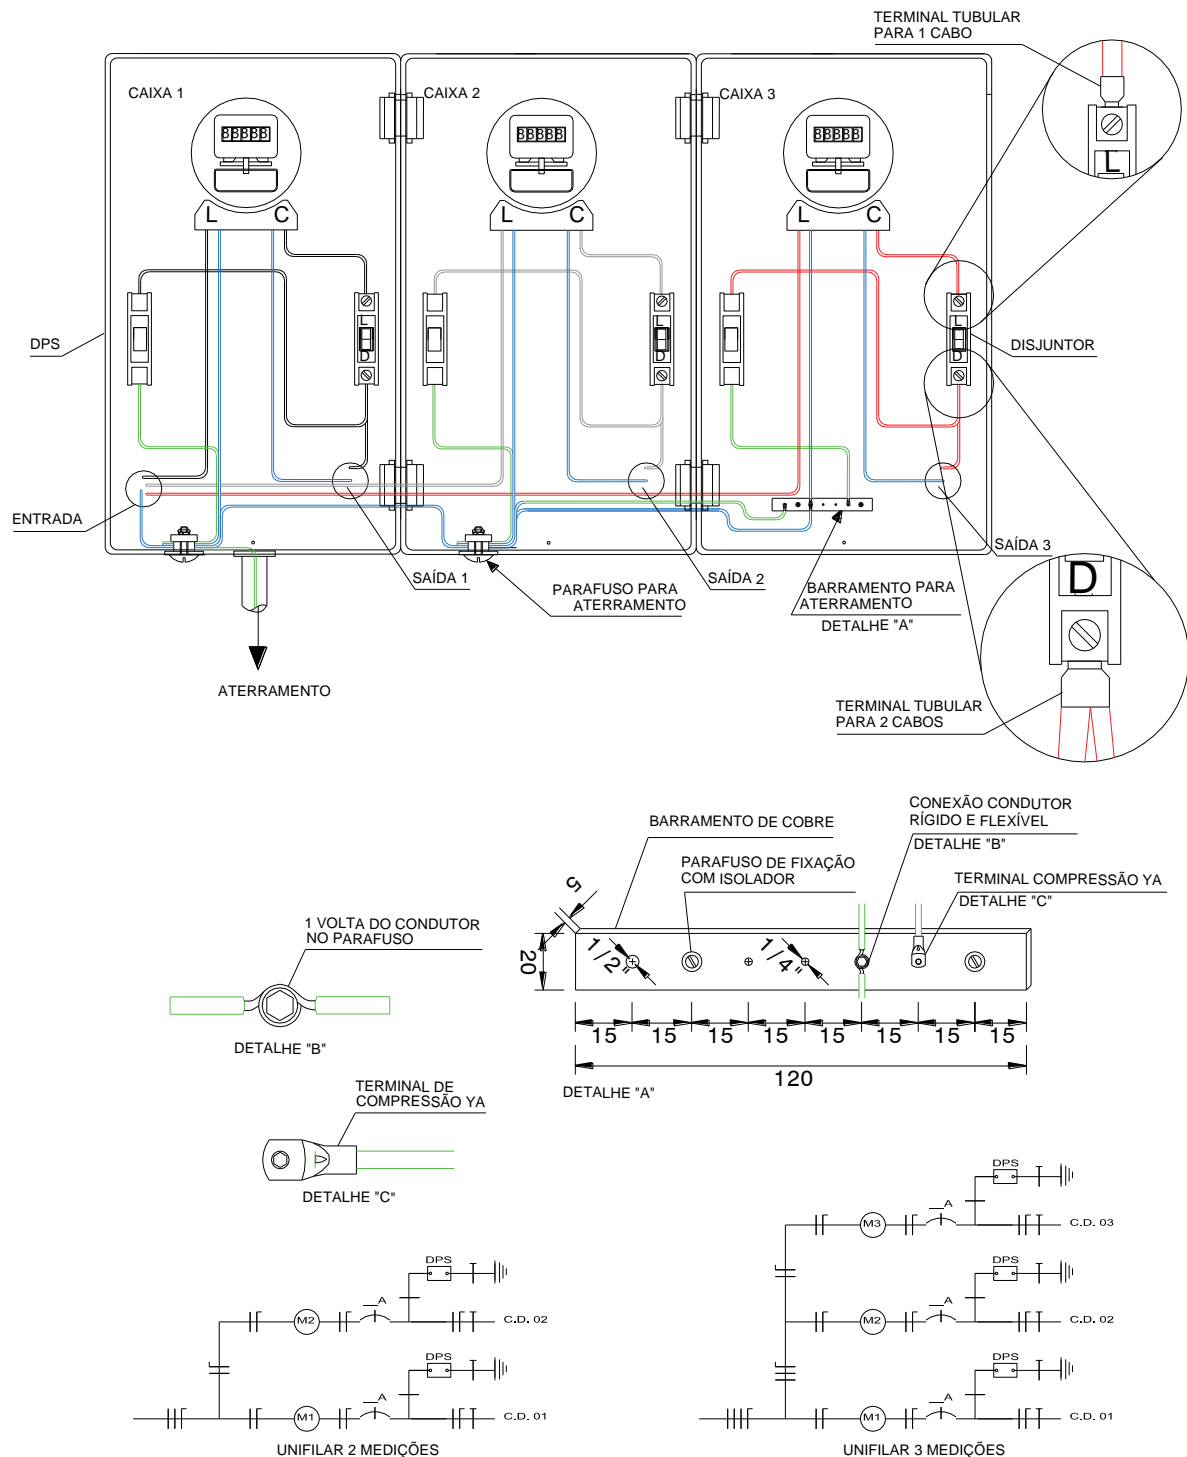 TERMINAL TUBULAR
PARA 1 CABO
CAIXA 1
CAIXA 2
CAIXA 3
88888
88888
88888
L
L C
L C
L C
L
D
L
D
L
D
DPS
DISJUNTOR
ENTRADA
SAÍDA 1
PARAFUSO PARA
ATERRAMENTO
SAÍDA 2
BARRAMENTO PARA
ATERRAMENTO
DETALHE "A"
SAÍDA 3
D
ATERRAMENTO
TERMINAL TUBULAR
PARA 2 CABOS
BARRAMENTO DE COBRE
CONEXÃO CONDUTOR
RÍGIDO E FLEXÍVEL
DETALHE "B"
PARAFUSO DE FIXAÇÃO
COM ISOLADOR
TERMINAL COMPRESSÃO YA
DETALHE "C"
5
20
1/2"
1/4"
15 15 15 15 15 15 15 15
120
DETALHE "A"
1 VOLTA DO CONDUTOR
NO PARAFUSO
DETALHE "B"
TERMINAL DE
COMPRESSÃO YA
DETALHE "C"
DPS
A
M2
C.D. 02
DPS
A
M1
C.D. 01
UNIFILAR 2 MEDIÇÕES
DPS
A
M3
C.D. 03
DPS
A
M2
C.D. 02
DPS
A
M1
C.D. 01
UNIFILAR 3 MEDIÇÕES